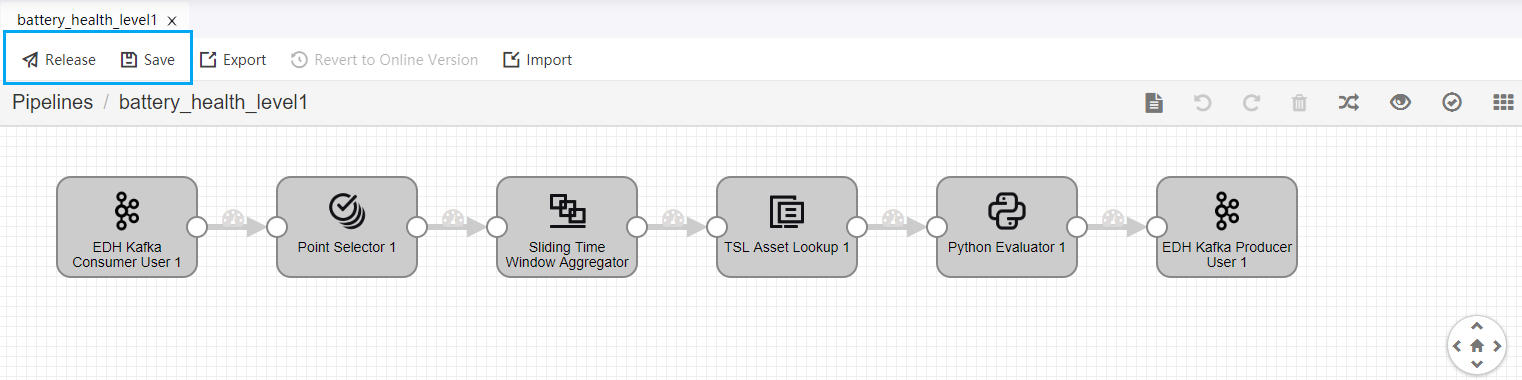 battery_health_level1 x
Release Save Export Revert to Online Version Import
Pipelines / battery_health_level1
EDH Kafka
Consumer User 1
Point Selector 1
Sliding Time
Window Aggregator
TSL Asset Lookup 1
Python Evaluator 1
EDH Kafka Producer
User 1